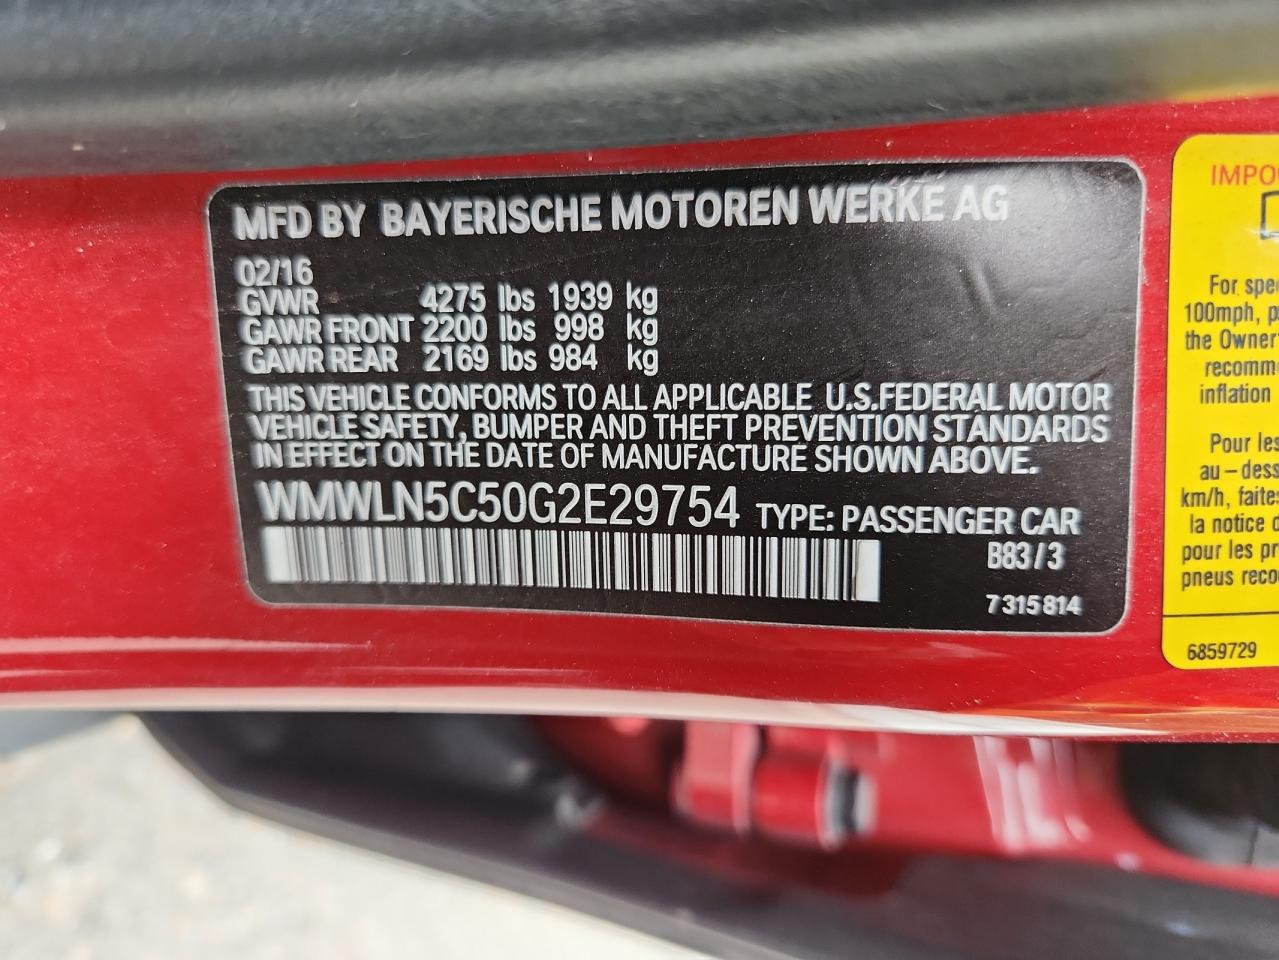 MFD BY BAYERISCHE MOTOREN WERKE AG
02/16
GVWR 4275 lbs 1939 kg
GAWR FRONT 2200 lbs 998 kg
GAWR REAR 2169 lbs 984 kg
THIS VEHICLE CONFORMS TO ALL APPLICABLE U.S.FEDERAL MOTOR
VEHICLE SAFETY, BUMPER AND THEFT PREVENTION STANDARDS
IN EFFECT ON THE DATE OF MANUFACTURE SHOWN ABOVE.
WMWLN5C50G2E29754 TYPE: PASSENGER CAR
B83/3
7 315 814
IMPO
For spe
100mph, p
the Owner'
recomm
inflation
Pour les
au – dess
km/h, faites
la notice d
pour les pr
pneus reco
6859729